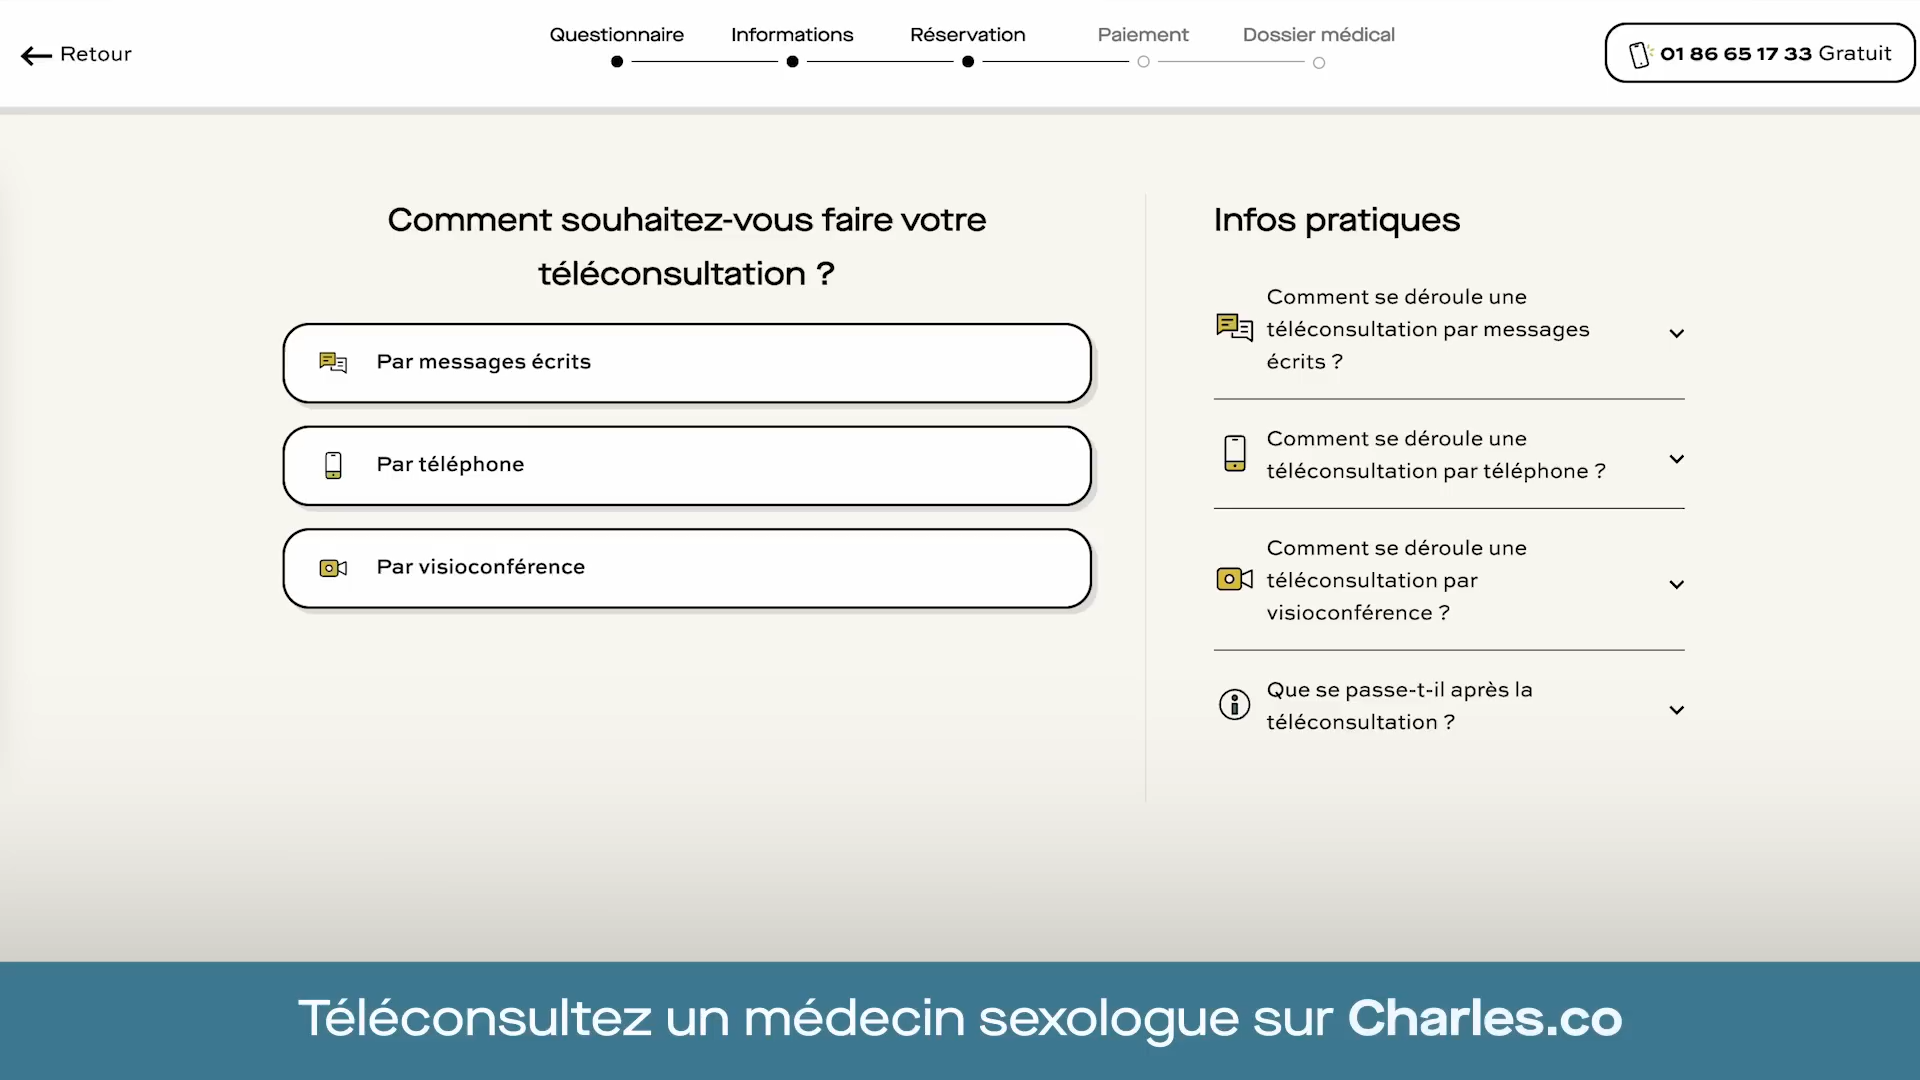 Retour
Questionnaire
Informations
Réservation
Paiement
Dossier médical
01 86 65 17 33 Gratuit
Comment souhaitez-vous faire votre
téléconsultation ?
Par messages écrits
Par téléphone
Par visioconférence
Infos pratiques
Comment se déroule une
téléconsultation par messages
écrits ?
Comment se déroule une
téléconsultation par téléphone ?
Comment se déroule une
téléconsultation par
visioconférence ?
Que se passe-t-il après la
téléconsultation ?
Téléconsultez un médecin sexologue sur Charles.co